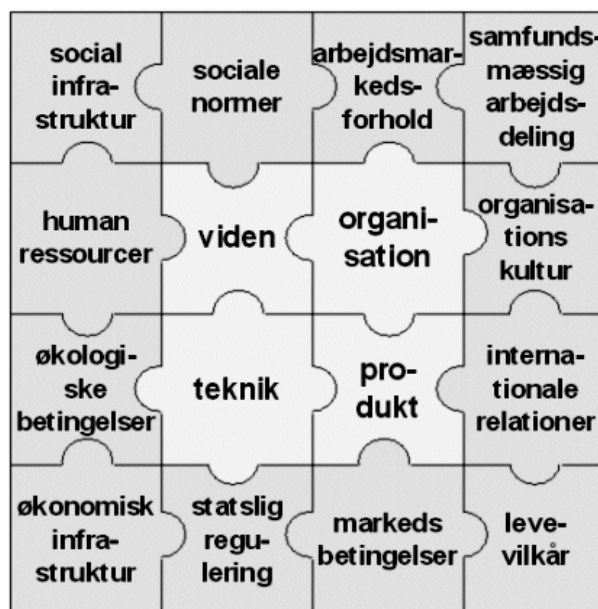 social
infra-
struktur
sociale
normer
arbejdsmar-
keds-
forhold
samfunds-
mæssig
arbejds-
deling
human
ressourcer
viden
organi-
sation
organisa-
tions
kultur
økologi-
ske
betingelser
teknik
pro-
dukt
interna-
tionale
relationer
økonomisk
infra-
struktur
statslig
regu-
lering
markeds
betingelser
leve-
vilkår